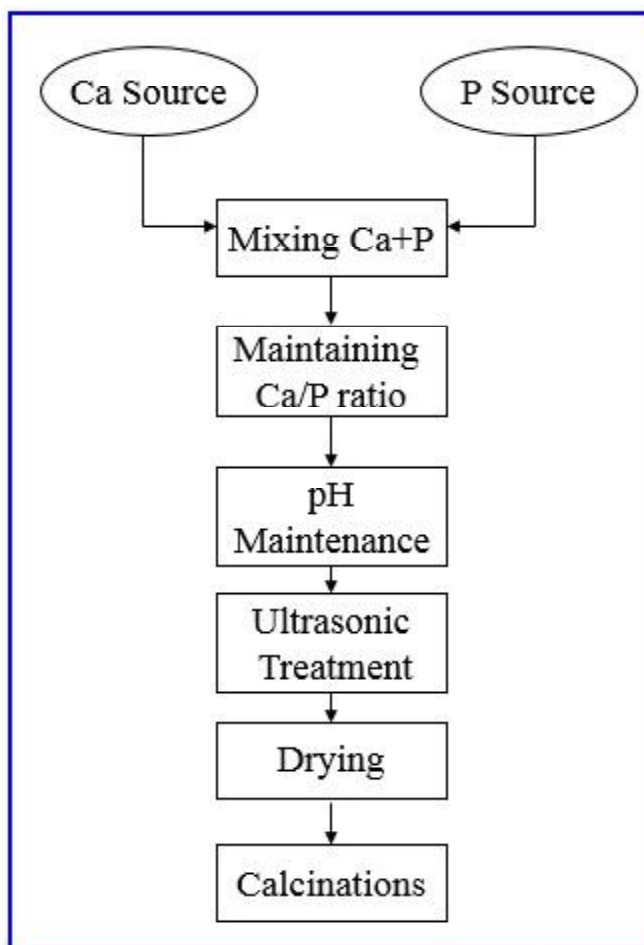 Ca Source
P Source
Mixing Ca+P
Maintaining
Ca/P ratio
pH
Maintenance
Ultrasonic
Treatment
Drying
Calcinations